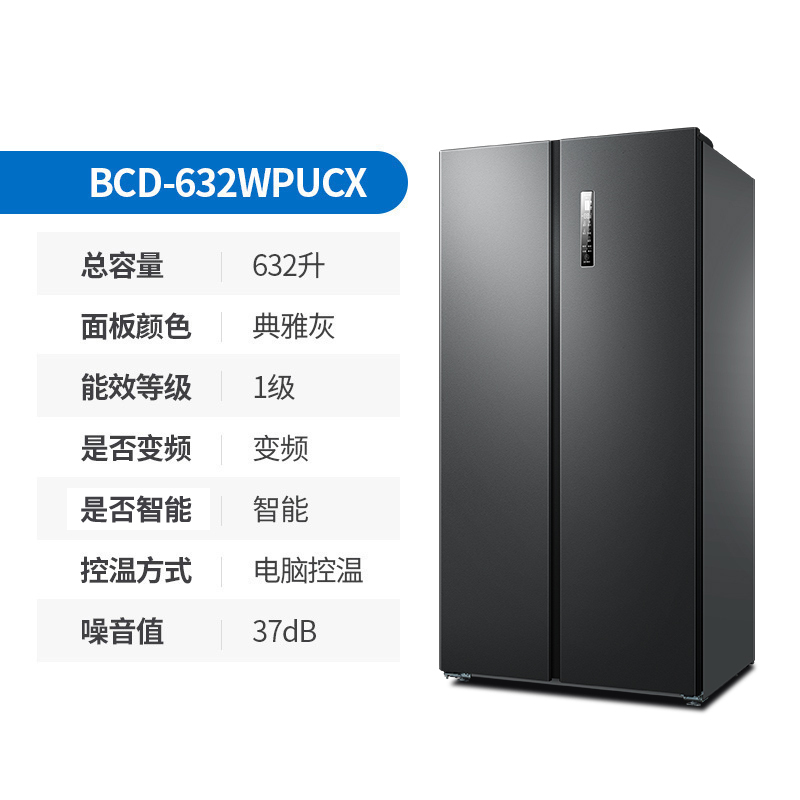 BCD-632WPUCX
总容量 632升
面板颜色 典雅灰
能效等级 1级
是否变频 变频
是否智能 智能
控温方式 电脑控温
噪音值 37dB